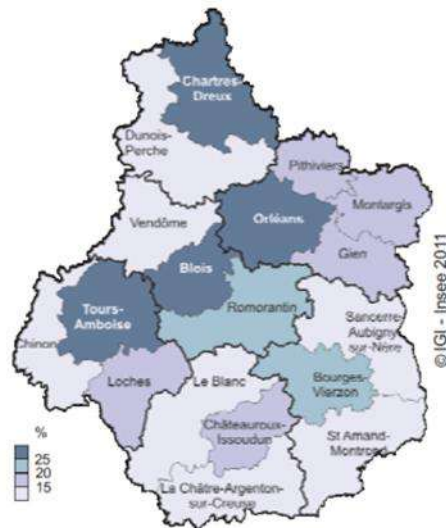 Chartres-
Dreux
Dunois-
Perche
Pithiviers
Montargis
Orléans
Vendôme
Gien
Blois
Romorantin
Tours-
Amboise
Sancerre-
Aubigny
sur-Nère
Chinon
Loches
Le Blanc
Bourges-
Vierzon
Châteauroux-
Issoudun
St Amand-
Montrond
La Châtre-Argenton-
sur-Creuse
%
25
20
15
© IGI - Insee 2011